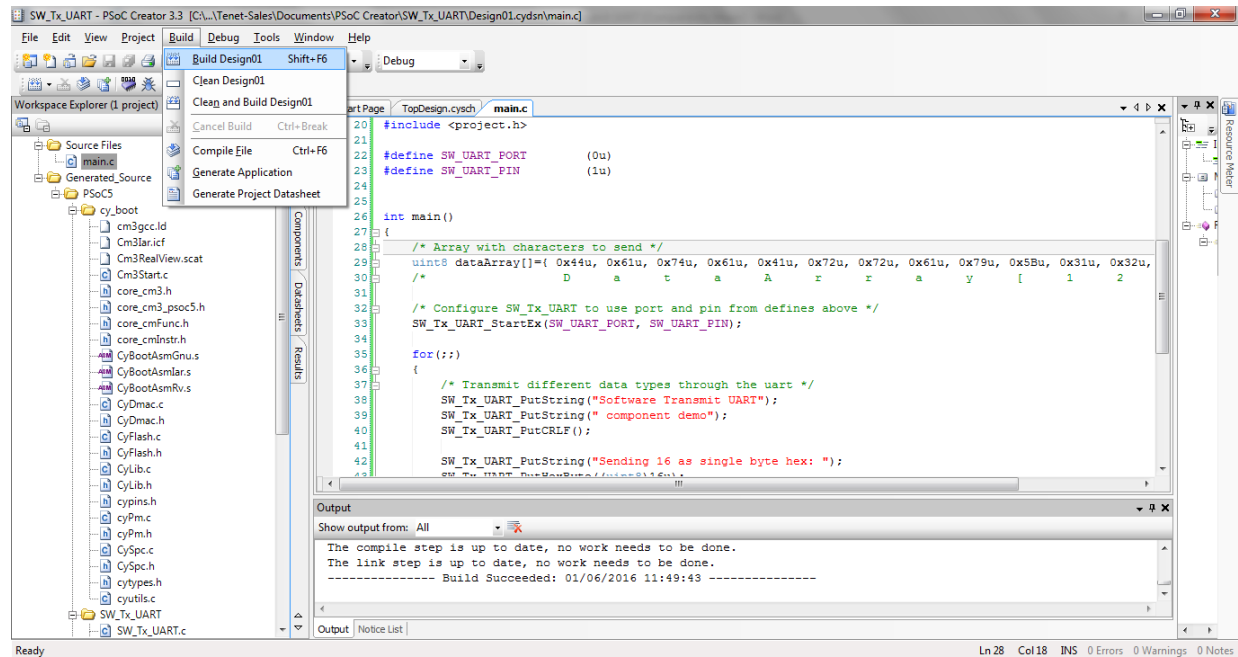 SW_Tx_UART - PSoC Creator 3.3 [C:\...\Tenet-Sales\Documents\PSoC Creator\SW_Tx_UART\Design01.cydsn\main.c]
File Edit View Project Build Debug Tools Window Help
Debug
Build Design01 Shift+F6
Clean Design01
Clean and Build Design01
Cancel Build Ctrl+Break
Compile File Ctrl+F6
Generate Application
Generate Project Datasheet
Workspace Explorer (1 project)
Source Files
main.c
Generated_Source
PSoC5
cy_boot
cm3gcc.ld
Cm3Iar.icf
Cm3RealView.scat
Cm3Start.c
core_cm3.h
core_cm3_psoc5.h
core_cmFunc.h
core_cmInstr.h
CyBootAsmGnu.s
CyBootAsmIar.s
CyBootAsmRv.s
CyDmac.c
CyDmac.h
CyFlash.c
CyFlash.h
CyLib.c
CyLib.h
cypins.h
cyPm.c
cyPm.h
CySpc.c
CySpc.h
cytypes.h
cyutils.c
SW_Tx_UART
SW_Tx_UART.c
Components
Datasheets
Results
art Page TopDesign.cysch main.c
20 #include <project.h>
21
22 #define SW_UART_PORT (0u)
23 #define SW_UART_PIN (1u)
24
25
26 int main()
27 {
28 /* Array with characters to send */
29 uint8 dataArray[]={ 0x44u, 0x61u, 0x74u, 0x61u, 0x41u, 0x72u, 0x72u, 0x61u, 0x79u, 0x5Bu, 0x31u, 0x32u,
30 /* D a t a A r r a y [ 1 2
31
32 /* Configure SW_Tx_UART to use port and pin from defines above */
33 SW_Tx_UART_StartEx(SW_UART_PORT, SW_UART_PIN);
34
35 for(;;)
36 {
37 /* Transmit different data types through the uart */
38 SW_Tx_UART_PutString("Software Transmit UART");
39 SW_Tx_UART_PutString(" component demo");
40 SW_Tx_UART_PutCRLF();
41
42 SW_Tx_UART_PutString("Sending 16 as single byte hex: ");
43 SW_Tx_UART_PutHexByte((uint8)16u);
Resource Meter
Output
Show output from: All
The compile step is up to date, no work needs to be done.
The link step is up to date, no work needs to be done.
--------------- Build Succeeded: 01/06/2016 11:49:43 ---------------
Output Notice List
Ready Ln 28 Col 18 INS 0 Errors 0 Warnings 0 Notes